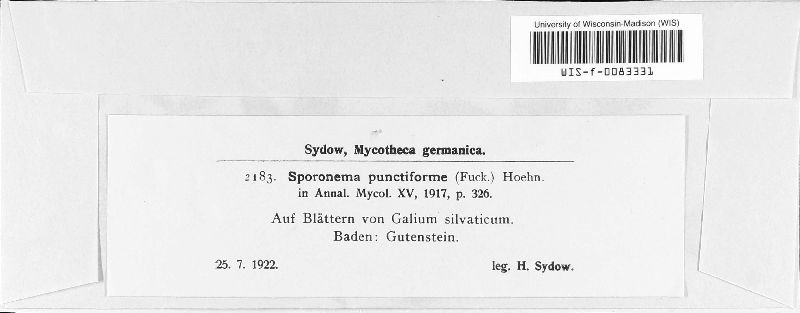 University of Wisconsin-Madison (WIS)
WIS-f-0083331
Sydow, Mycotheca germanica.
2183. Sporonema punctiforme (Fuck.) Hoehn.
in Annal. Mycol. XV, 1917, p. 326.
Auf Blättern von Galium silvaticum.
Baden: Gutenstein.
25. 7. 1922. leg. H. Sydow.